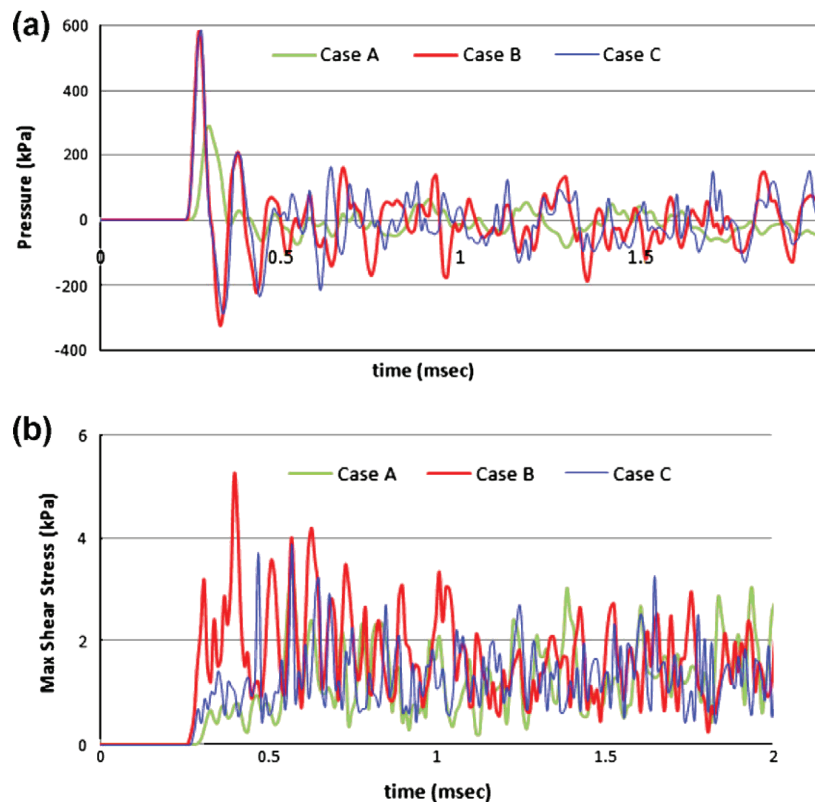 (a)
600
400
200
0
-200
-400
Pressure (kPa)
Case A Case B Case C
0 0.5 1 1.5
time (msec)
(b)
6
4
2
0
Max Shear Stress (kPa)
Case A Case B Case C
0 0.5 1 1.5 2
time (msec)